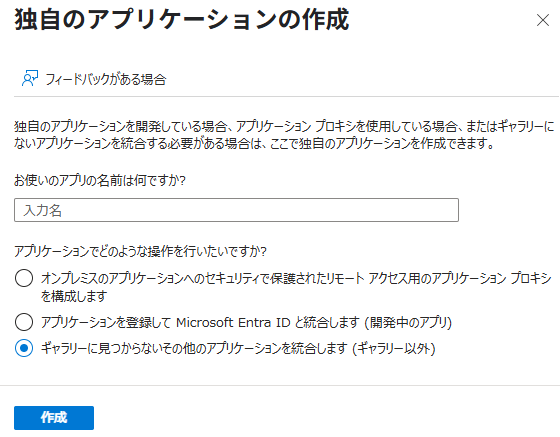 独自のアプリケーションの作成
フィードバックがある場合
独自のアプリケーションを開発している場合、アプリケーション プロキシを使用している場合、またはギャラリーに
ないアプリケーションを統合する必要がある場合は、ここで独自のアプリケーションを作成できます。
お使いのアプリの名前は何ですか?
入力名
アプリケーションでどのような操作を行いたいですか?
オンプレミスのアプリケーションへのセキュリティで保護されたリモート アクセス用のアプリケーション プロキシ
を構成します
アプリケーションを登録して Microsoft Entra ID と統合します (開発中のアプリ)
ギャラリーに見つからないその他のアプリケーションを統合します (ギャラリー以外)
作成